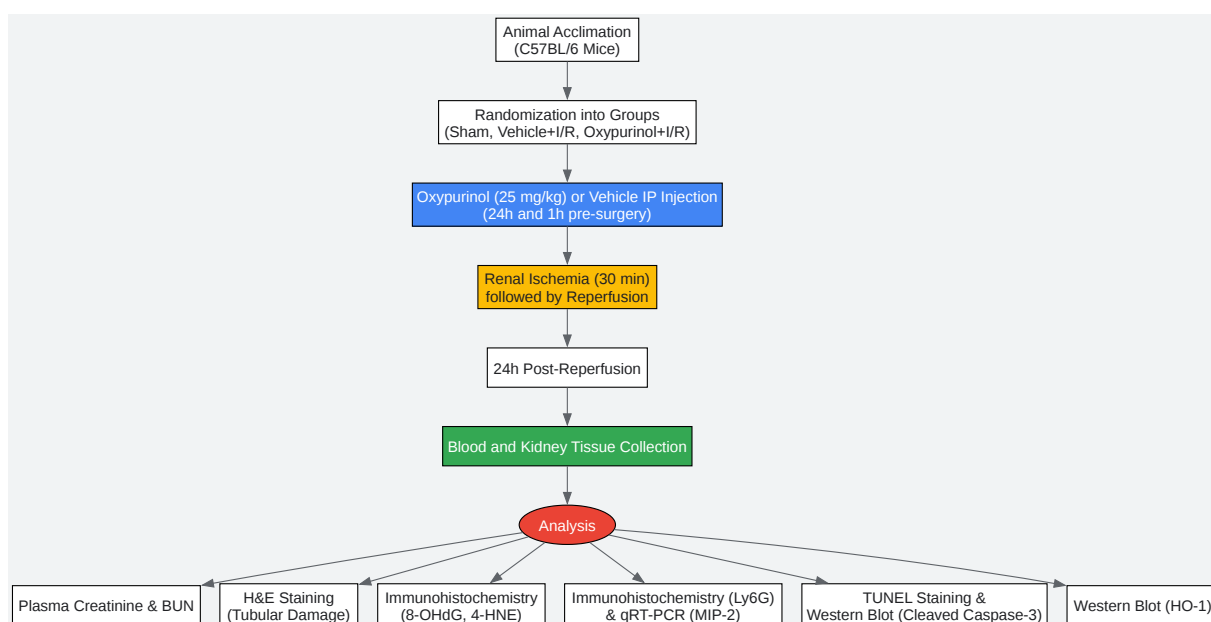 Animal Acclimation
(C57BL/6 Mice)
Randomization into Groups
(Sham, Vehicle+I/R, Oxypurinol+I/R)
Oxypurinol (25 mg/kg) or Vehicle IP Injection
(24h and 1h pre-surgery)
Renal Ischemia (30 min)
followed by Reperfusion
24h Post-Reperfusion
Blood and Kidney Tissue Collection
Analysis
Plasma Creatinine & BUN
H&E Staining
(Tubular Damage)
Immunohistochemistry
(8-OHdG, 4-HNE)
Immunohistochemistry (Ly6G)
& qRT-PCR (MIP-2)
TUNEL Staining &
Western Blot (Cleaved Caspase-3)
Western Blot (HO-1)